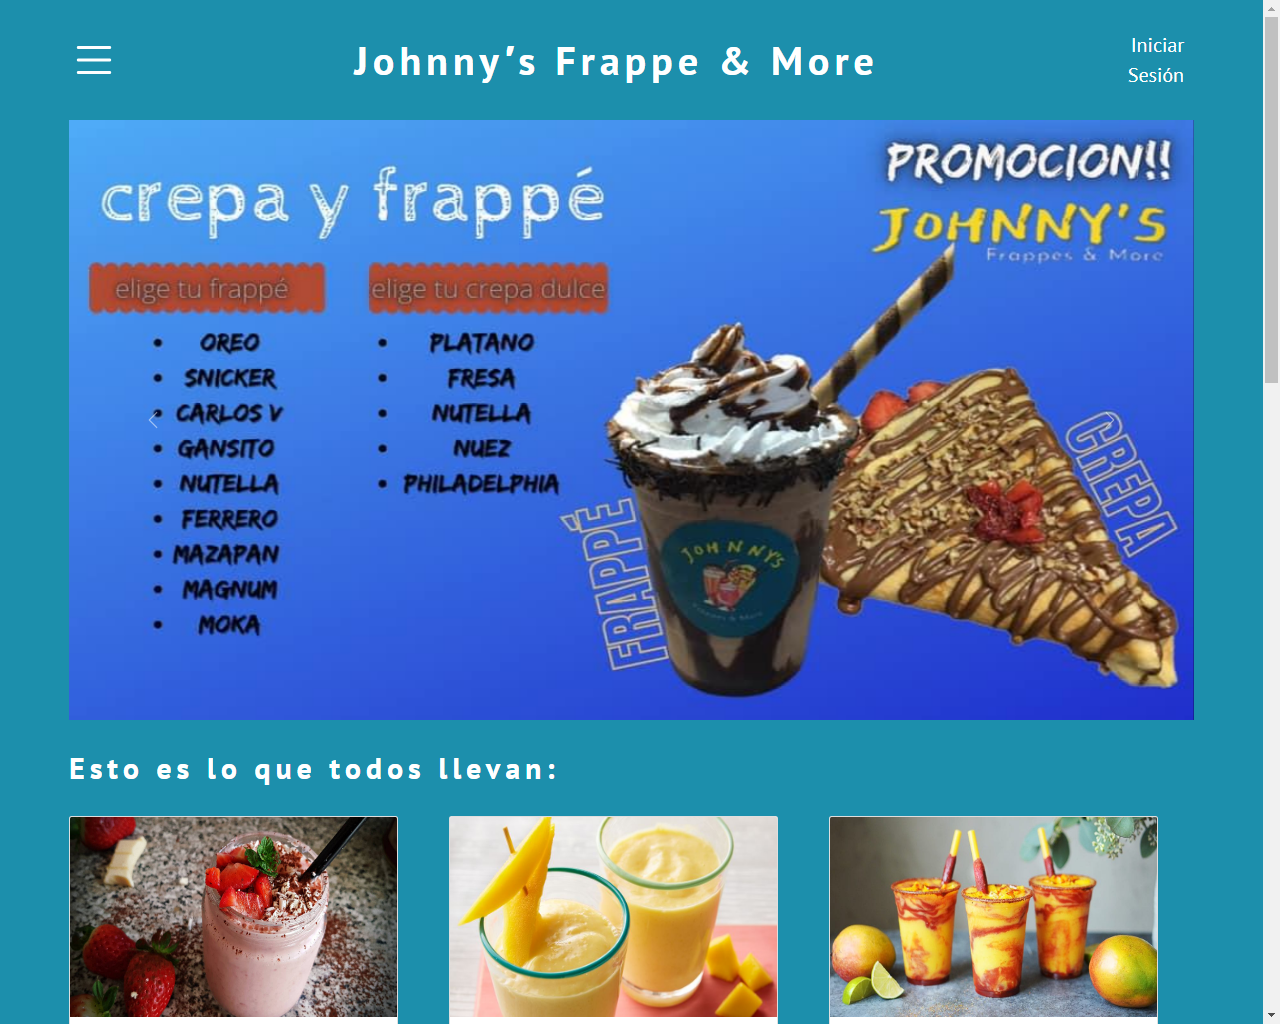 Johnny's Frappe & More
Iniciar
Sesión
PROMOCION!!
crepa y frappé
JOHNNY'S
Frappes & More
elige tu frappé
elige tu crepa dulce
• OREO
• SNICKER
• CARLOS V
• GANSITO
• NUTELLA
• FERRERO
• MAZAPAN
• MAGNUM
• MOKA
• PLATANO
• FRESA
• NUTELLA
• NUEZ
• PHILADELPHIA
FRAPPÉ
CREPA
JOHNNY'S
Frappes & More
Esto es lo que todos llevan: